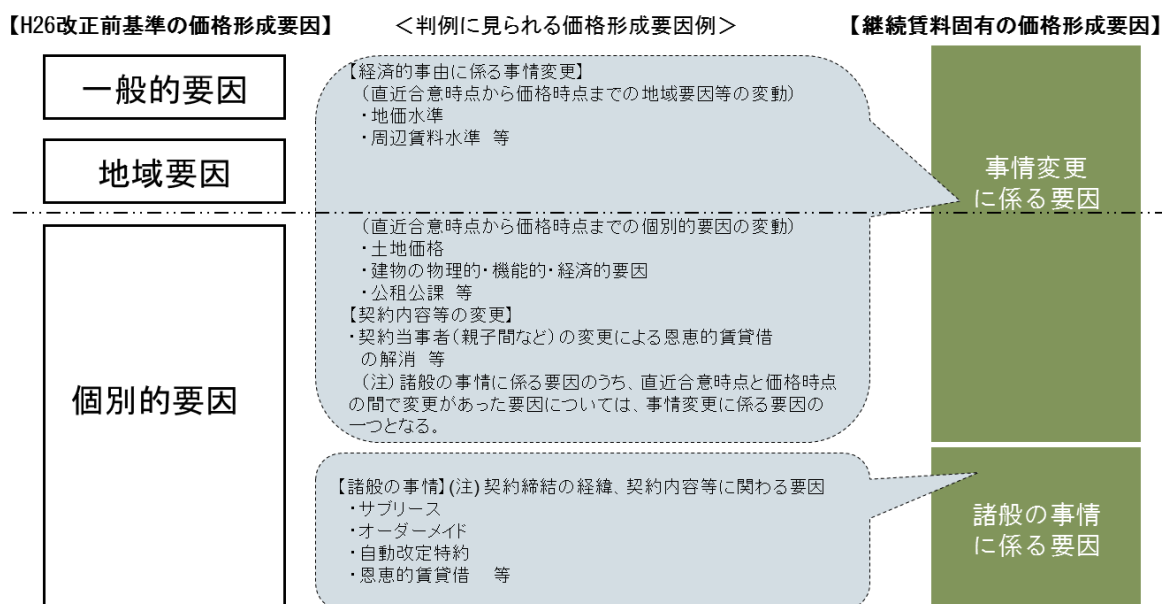 【H26改正前基準の価格形成要因】
＜判例に見られる価格形成要因例＞
【継続賃料固有の価格形成要因】
一般的要因
地域要因
個別的要因
【経済的事由に係る事情変更】
（直近合意時点から価格時点までの地域要因等の変動）
・地価水準
・周辺賃料水準 等
（直近合意時点から価格時点までの個別的要因の変動）
・土地価格
・建物の物理的・機能的・経済的要因
・公租公課 等
【契約内容等の変更】
・契約当事者（親子間など）の変更による恩恵的賃貸借
の解消 等
（注）諸般の事情に係る要因のうち、直近合意時点と価格時点
の間で変更があった要因については、事情変更に係る要因の
一つとなる。
【諸般の事情】(注)契約締結の経緯、契約内容等に関わる要因
・サブリース
・オーダーメイド
・自動改定特約
・恩恵的賃貸借 等
事情変更
に係る要因
諸般の事情
に係る要因